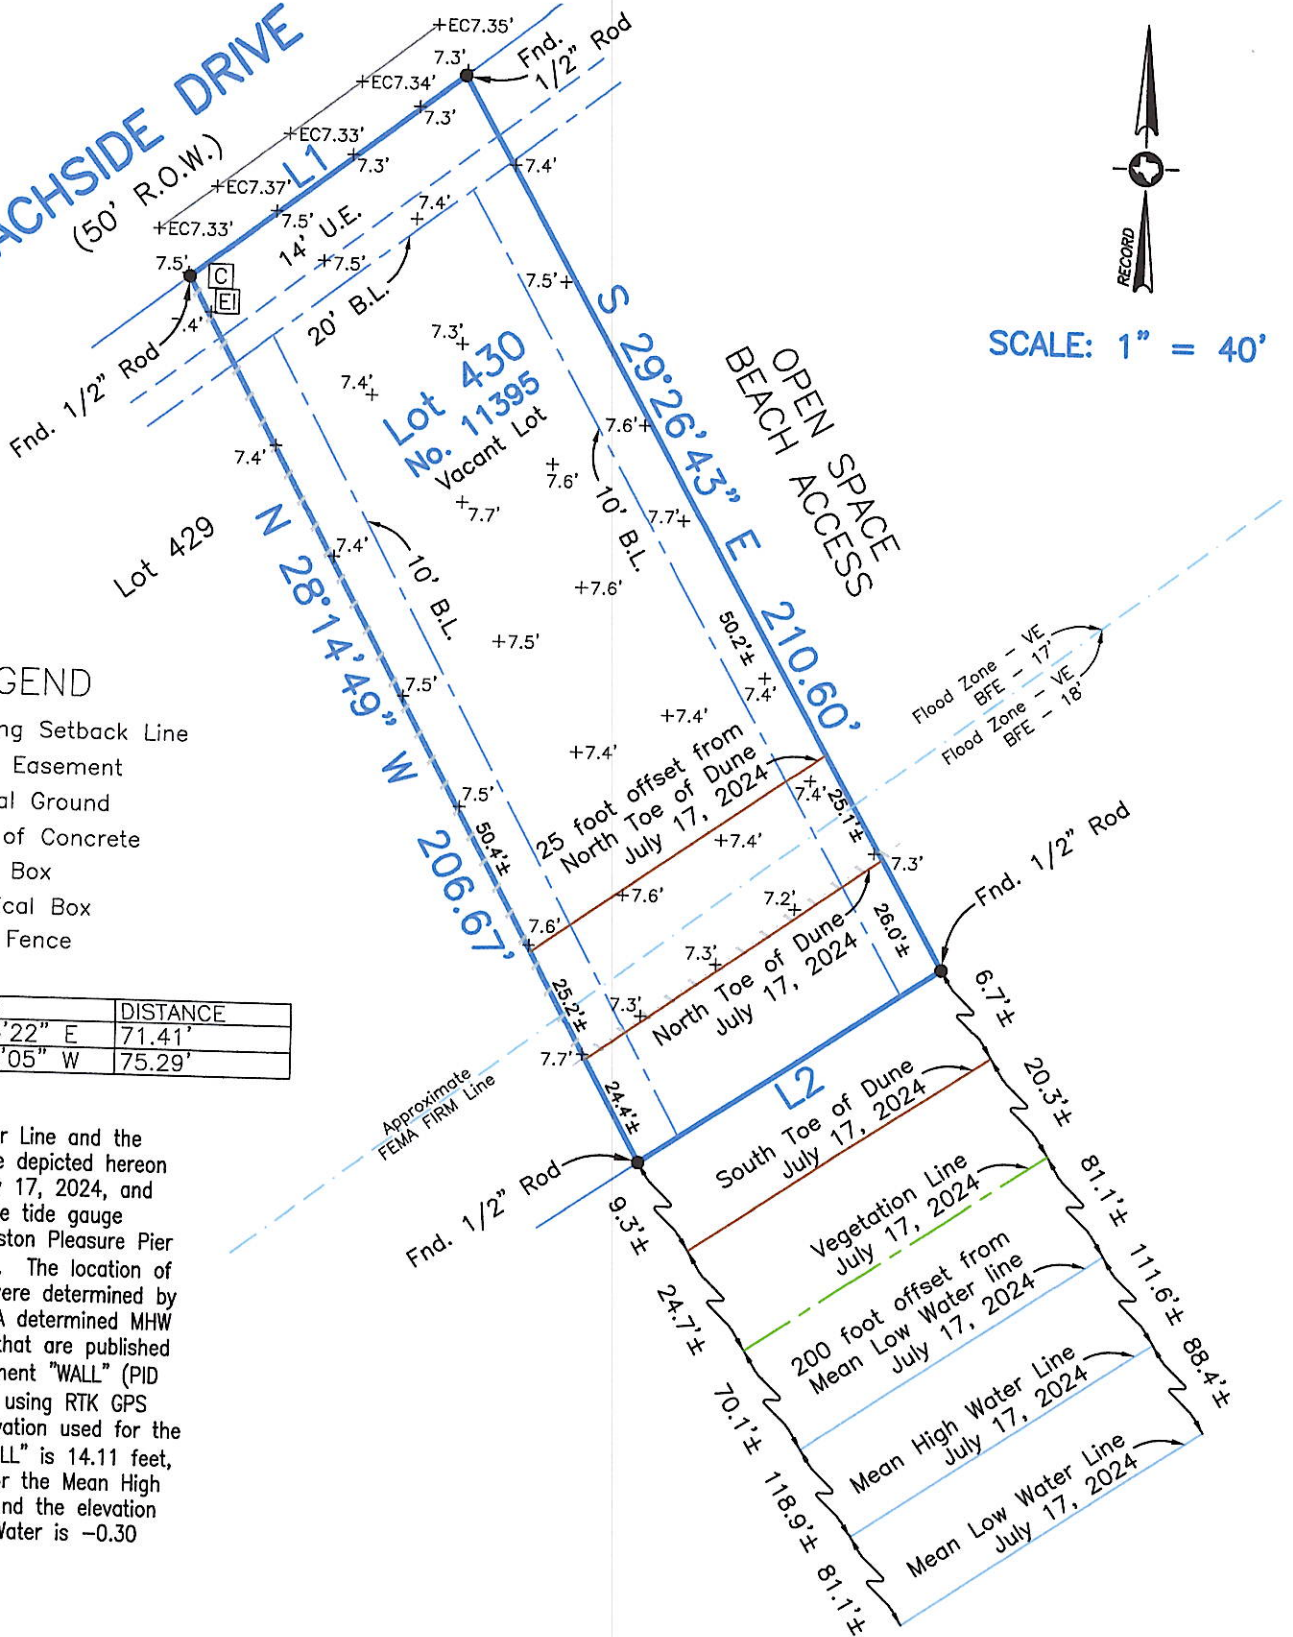 ACHSIDE DRIVE
(50' R.O.W.)
+EC7.35'
+EC7.34'
+EC7.33'
+EC7.37'
+EC7.33'
7.3'
7.3'
7.3'
7.5'
7.5'
L1
Fnd.
1/2" Rod
14' U.E.
7.4'
7.5'
7.4'
20' B.L.
C
El
.4'
Fnd. 1/2" Rod
RECORD
SCALE: 1" = 40'
7.3'
7.4'
7.5'
Lot 430
No. 11395
Vacant Lot
7.6'
7.6'
7.7'
7.7'
S 29°26'43" E 210.60'
OPEN SPACE
BEACH ACCESS
10' B.L.
10' B.L.
7.4'
7.4'
Lot 429
N 28°14'49" W 206.67'
7.6'
7.5'
7.5'
7.4'
7.4'
7.4'
7.5'
50.2'±
50.4'±
Flood Zone - VE
BFE - 17'
Flood Zone - VE
BFE - 18'
GEND
ng Setback Line
Easement
al Ground
of Concrete
Box
ical Box
Fence
25 foot offset from
North Toe of Dune
July 17, 2024
7.4'
25.1'±
7.4'
7.3'
7.6'
7.2'
7.6'
7.3'
7.3'
7.7'
25.2'±
26.0'±
24.4'±
North Toe of Dune
July 17, 2024
Fnd. 1/2" Rod
DISTANCE
'22" E 71.41'
'05" W 75.29'
Approximate
FEMA FIRM Line
L2
Fnd. 1/2" Rod
6.7'±
20.3'±
81.1'±
111.6'±
88.4'±
9.3'±
24.7'±
70.1'±
118.9'±
81.1'±
South Toe of Dune
July 17, 2024
Vegetation Line
July 17, 2024
200 foot offset from
Mean Low Water line
July 17, 2024
Mean High Water Line
July 17, 2024
Mean Low Water Line
July 17, 2024
r Line and the
e depicted hereon
y 17, 2024, and
e tide gauge
ston Pleasure Pier
. The location of
were determined by
A determined MHW
that are published
ment "WALL" (PID
using RTK GPS
vation used for the
LL" is 14.11 feet,
r the Mean High
nd the elevation
Water is -0.30